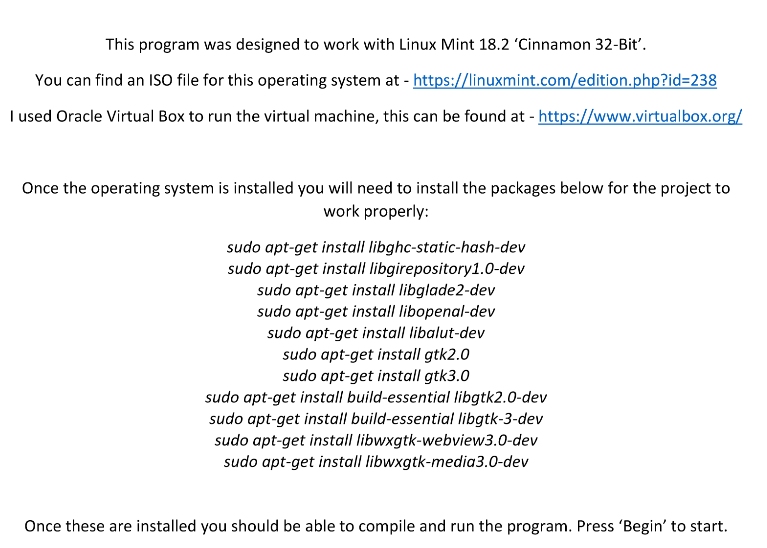 This program was designed to work with Linux Mint 18.2 ‘Cinnamon 32-Bit’.
You can find an ISO file for this operating system at - https://linuxmint.com/edition.php?id=238
I used Oracle Virtual Box to run the virtual machine, this can be found at - https://www.virtualbox.org/
Once the operating system is installed you will need to install the packages below for the project to
work properly:
sudo apt-get install libghc-static-hash-dev
sudo apt-get install libgirepository1.0-dev
sudo apt-get install libglade2-dev
sudo apt-get install libopenal-dev
sudo apt-get install libalut-dev
sudo apt-get install gtk2.0
sudo apt-get install gtk3.0
sudo apt-get install build-essential libgtk2.0-dev
sudo apt-get install build-essential libgtk-3-dev
sudo apt-get install libwxgtk-webview3.0-dev
sudo apt-get install libwxgtk-media3.0-dev
Once these are installed you should be able to compile and run the program. Press ‘Begin’ to start.